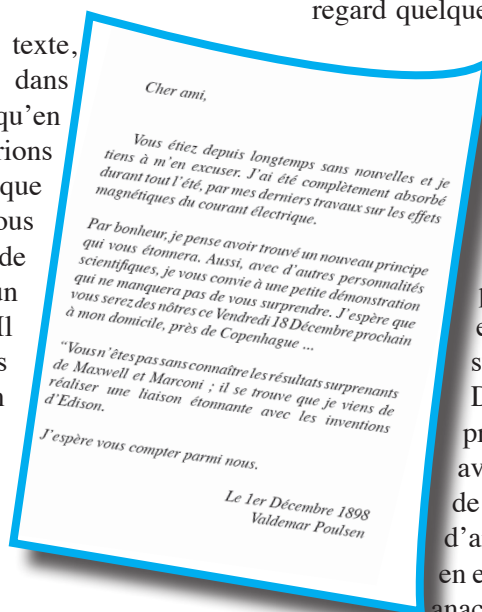 regard quelque
texte,
dans
qu'en
rions
que
ous
de
un
Il
s
n
Cher ami,
Vous étiez depuis longtemps sans nouvelles et je
tiens à m'en excuser. J'ai été complètement absorbé
durant tout l'été, par mes derniers travaux sur les effets
magnétiques du courant électrique.
Par bonheur, je pense avoir trouvé un nouveau principe
qui vous étonnera. Aussi, avec d'autres personnalités
scientifiques, je vous convie à une petite démonstration
qui ne manquera pas de vous surprendre. J'espère que
vous serez des nôtres ce Vendredi 18 Décembre prochain
à mon domicile, près de Copenhague ...
“Vous n'êtes pas sans connaître les résultats surprenants
de Maxwell et Marconi ; il se trouve que je viens de
réaliser une liaison étonnante avec les inventions
d'Edison.
J'espère vous compter parmi nous.
Le 1er Décembre 1898
Valdemar Poulsen
e
s
D
pr
av
de
d'a
en e
anac